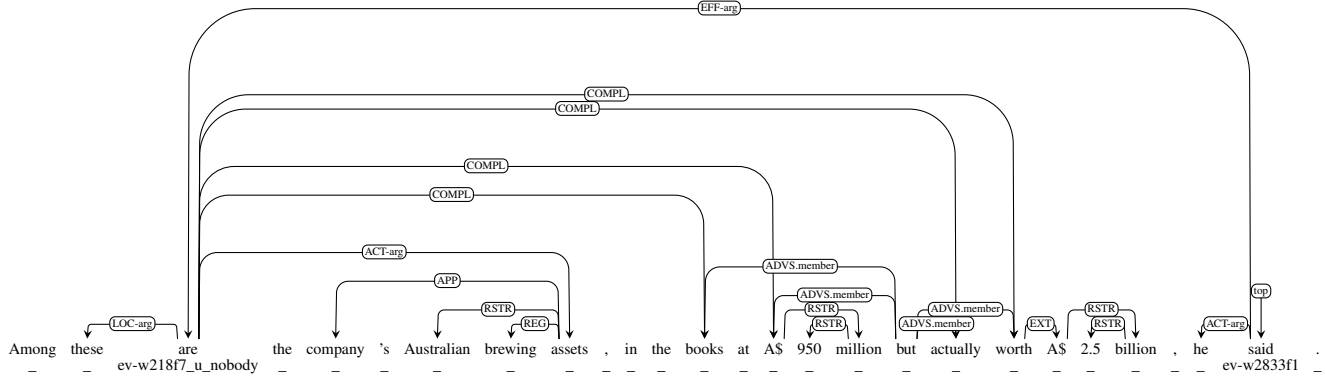 EFF-arg
COMPL
COMPL
COMPL
COMPL
ACT-arg
ADVS.member
APP
top
ADVS.member
RSTR RSTR ADVS.member RSTR
LOC-arg REG RSTR ADVS.member EXT RSTR ACT-arg
Among these are the company 's Australian brewing assets , in the books at A$ 950 million but actually worth A$ 2.5 billion , he said .
_ _ ev-w218f7_u_nobody _ _ _ _ _ _ _ _ _ _ _ _ _ _ _ _ _ _ _ _ _ _ ev-w2833f1 _